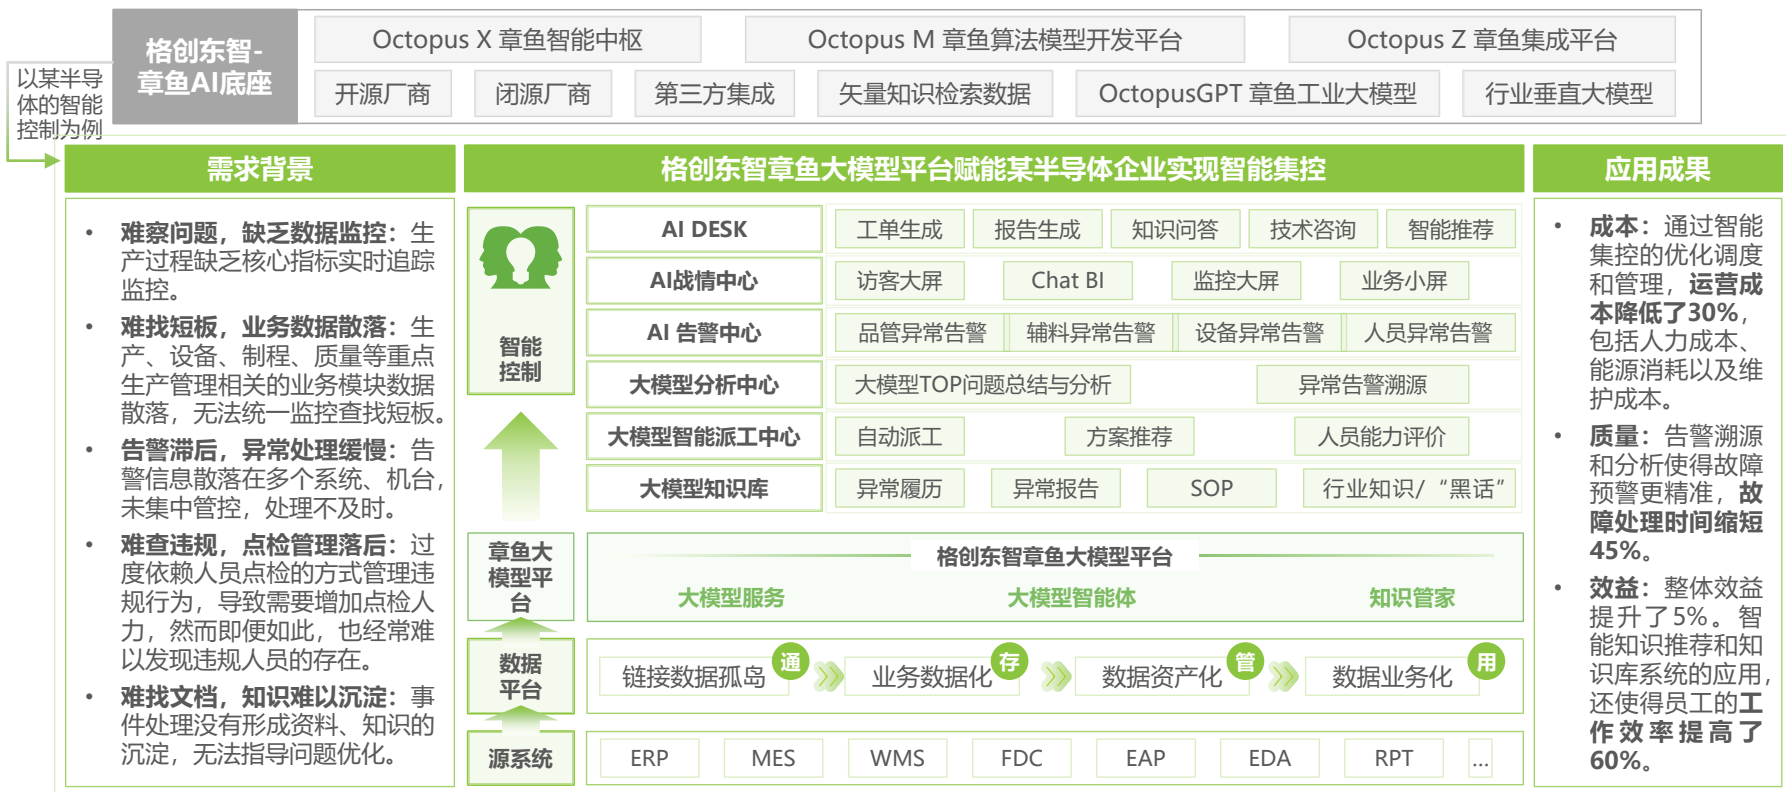 格创东智-
章鱼AI底座
Octopus X 章鱼智能中枢
Octopus M 章鱼算法模型开发平台
Octopus Z 章鱼集成平台
开源厂商
闭源厂商
第三方集成
矢量知识检索数据
OctopusGPT 章鱼工业大模型
行业垂直大模型
以某半导
体的智能
控制为例
需求背景
• 难察问题，缺乏数据监控：生
产过程缺乏核心指标实时追踪
监控。
• 难找短板，业务数据散落：生
产、设备、制程、质量等重点
生产管理相关的业务模块数据
散落，无法统一监控查找短板。
• 告警滞后，异常处理缓慢：告
警信息散落在多个系统、机台，
未集中管控，处理不及时。
• 难查违规，点检管理落后：过
度依赖人员点检的方式管理违
规行为，导致需要增加点检人
力，然而即便如此，也经常难
以发现违规人员的存在。
• 难找文档，知识难以沉淀：事
件处理没有形成资料、知识的
沉淀，无法指导问题优化。
格创东智章鱼大模型平台赋能某半导体企业实现智能集控
智能
控制
AI DESK
工单生成
报告生成
知识问答
技术咨询
智能推荐
AI战情中心
访客大屏
Chat BI
监控大屏
业务小屏
AI 告警中心
品管异常告警
辅料异常告警
设备异常告警
人员异常告警
大模型分析中心
大模型TOP问题总结与分析
异常告警溯源
大模型智能派工中心
自动派工
方案推荐
人员能力评价
大模型知识库
异常履历
异常报告
SOP
行业知识/“黑话”
章鱼大
模型平
台
格创东智章鱼大模型平台
大模型服务
大模型智能体
知识管家
数据
平台
链接数据孤岛
通
业务数据化
存
数据资产化
管
数据业务化
用
源系统
ERP
MES
WMS
FDC
EAP
EDA
RPT
...
应用成果
• 成本：通过智能
集控的优化调度
和管理，运营成
本降低了30%，
包括人力成本、
能源消耗以及维
护成本。
• 质量：告警溯源
和分析使得故障
预警更精准，故
障处理时间缩短
45%。
• 效益：整体效益
提升了5%。智
能知识推荐和知
识库系统的应用，
还使得员工的工
作效率提高了
60%。